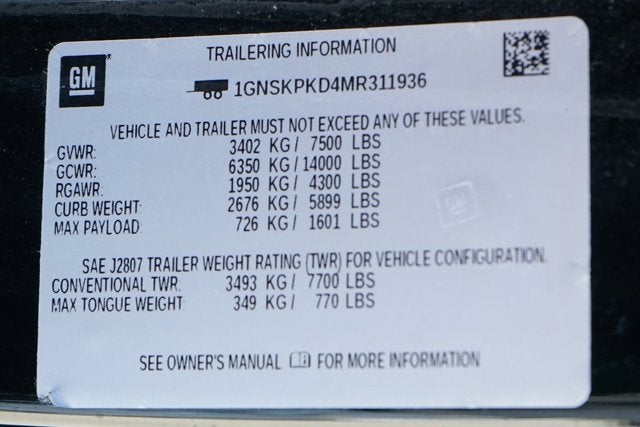 GM
TRAILERING INFORMATION
1GNSKPKD4MR311936
VEHICLE AND TRAILER MUST NOT EXCEED ANY OF THESE VALUES.
GVWR: 3402 KG/ 7500 LBS
GCWR: 6350 KG/14000 LBS
RGAWR: 1950 KG/ 4300 LBS
CURB WEIGHT: 2676 KG/ 5899 LBS
MAX PAYLOAD: 726 KG/ 1601 LBS
SAE J2807 TRAILER WEIGHT RATING (TWR) FOR VEHICLE CONFIGURATION.
CONVENTIONAL TWR: 3493 KG/ 7700 LBS
MAX TONGUE WEIGHT: 349 KG/ 770 LBS
SEE OWNER'S MANUAL FOR MORE INFORMATION